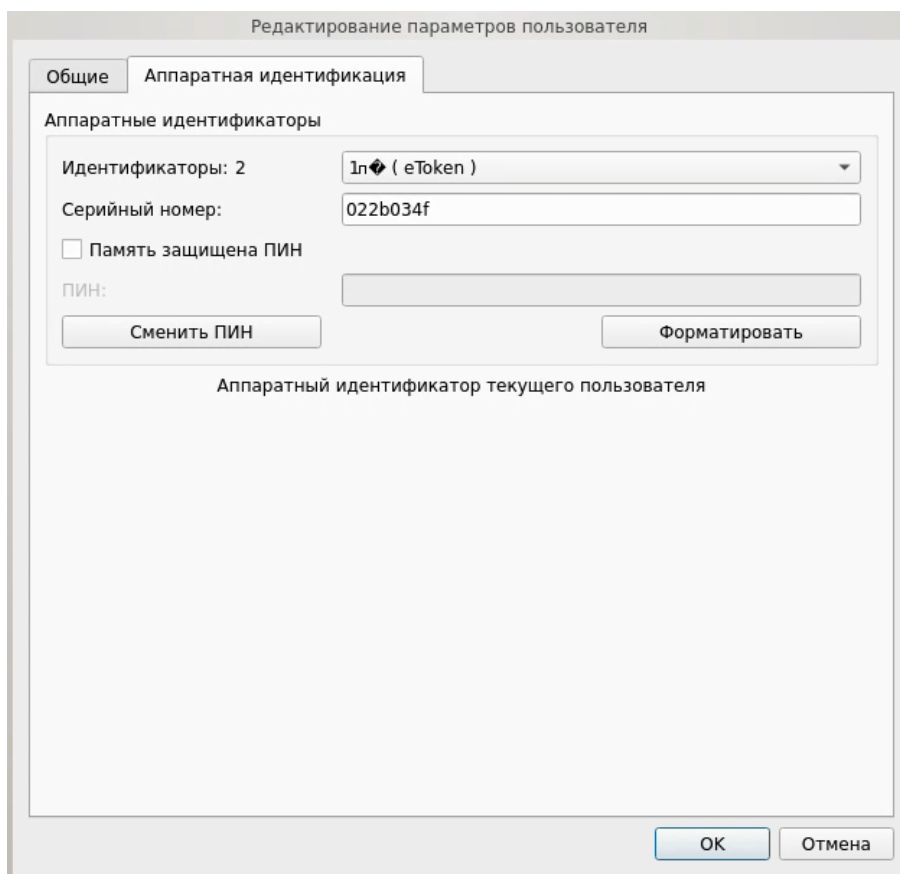 Редактирование параметров пользователя
Общие
Аппаратная идентификация
Аппаратные идентификаторы
Идентификаторы: 2
1п� ( eToken )
Серийный номер:
022b034f
Память защищена ПИН
ПИН:
Сменить ПИН
Форматировать
Аппаратный идентификатор текущего пользователя
OK
Отмена